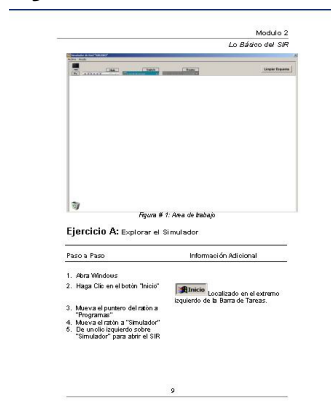 Modulo 2
Lo Básico del SIR
Limpiar Esquema
Figura # 1: Area de trabajo
Ejercicio A: Explorar el Simulador
Paso a Paso
Información Adicional
1. Abra Windows
2. Haga Clic en el botón "Inicio"
Inicio Localizado en el extremo
izquierdo de la Barra de Tareas.
3. Mueva el puntero del ratón a
"Programas"
4. Mueva el ratón a "Simulador"
5. De un clic izquierdo sobre
"Simulador" para abrir el SIR
9